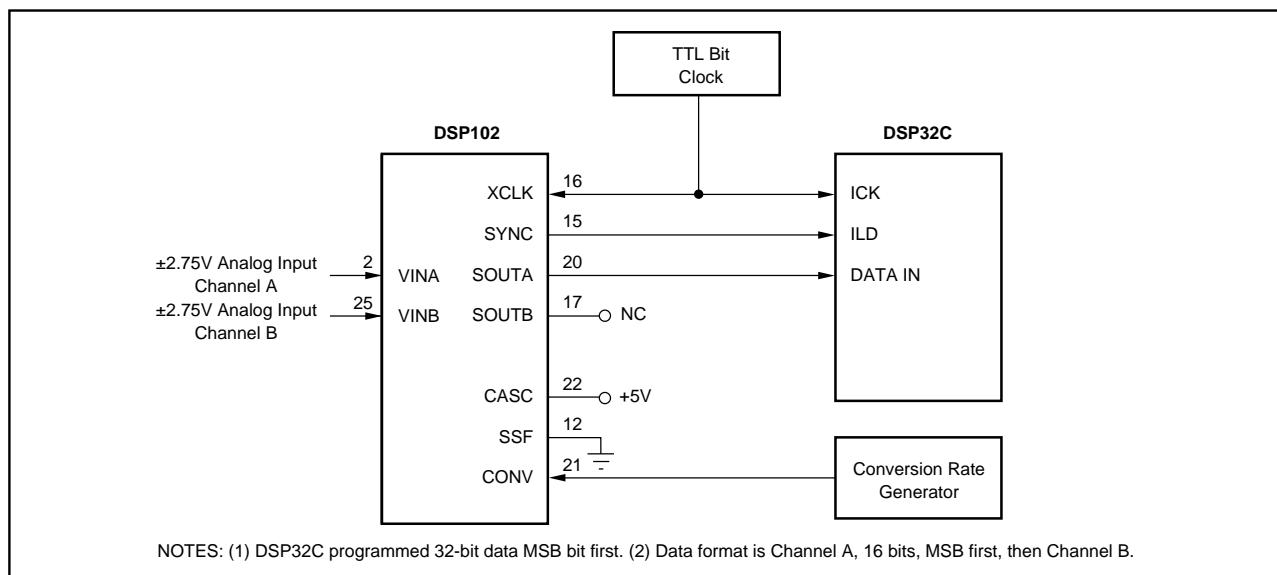 TTL Bit
Clock
DSP102
DSP32C
XCLK
16
ICK
SYNC
15
ILD
±2.75V Analog Input
Channel A
2
VINA
SOUTA
20
DATA IN
±2.75V Analog Input
Channel B
25
VINB
SOUTB
17
NC
CASC
22
+5V
SSF
12
CONV
21
Conversion Rate
Generator
NOTES: (1) DSP32C programmed 32-bit data MSB bit first. (2) Data format is Channel A, 16 bits, MSB first, then Channel B.